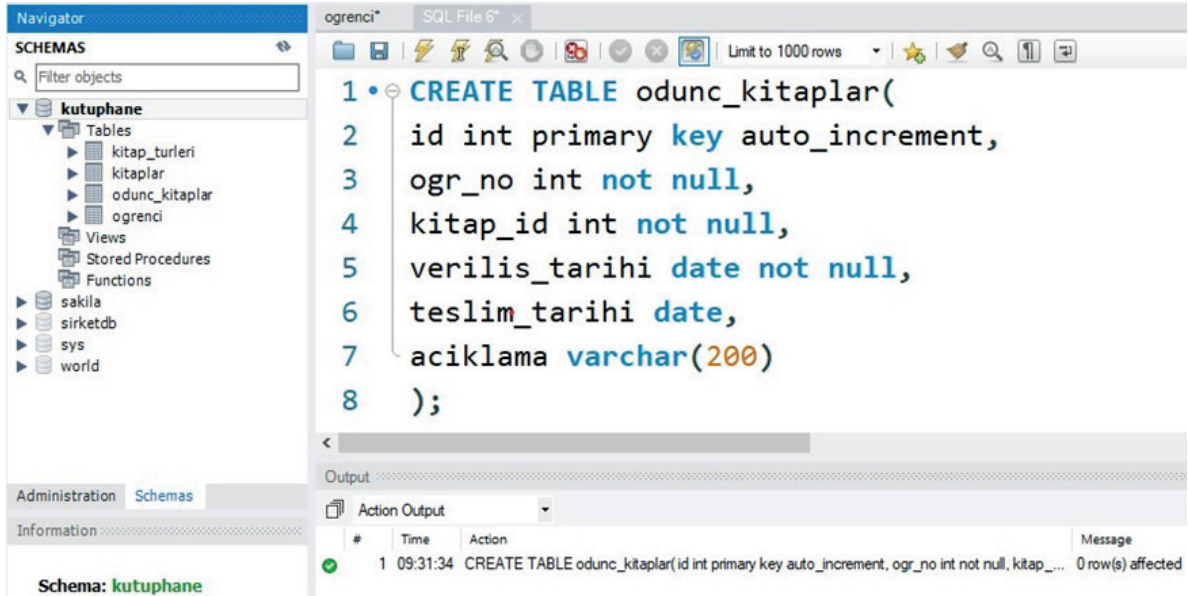 Navigator
SCHEMAS
Filter objects
kutuphane
Tables
kitap_turleri
kitaplar
odunc_kitaplar
ogrenci
Views
Stored Procedures
Functions
sakila
sirketdb
sys
world
Administration Schemas
Information
Schema: kutuphane
ogrenci* SQL File 6*
Limit to 1000 rows
1 CREATE TABLE odunc_kitaplar(
2 id int primary key auto_increment,
3 ogr_no int not null,
4 kitap_id int not null,
5 verilis_tarihi date not null,
6 teslim_tarihi date,
7 aciklama varchar(200)
8 );
Output
Action Output
# Time Action Message
1 09:31:34 CREATE TABLE odunc_kitaplar( id int primary key auto_increment, ogr_no int not null, kitap_... 0 row(s) affected